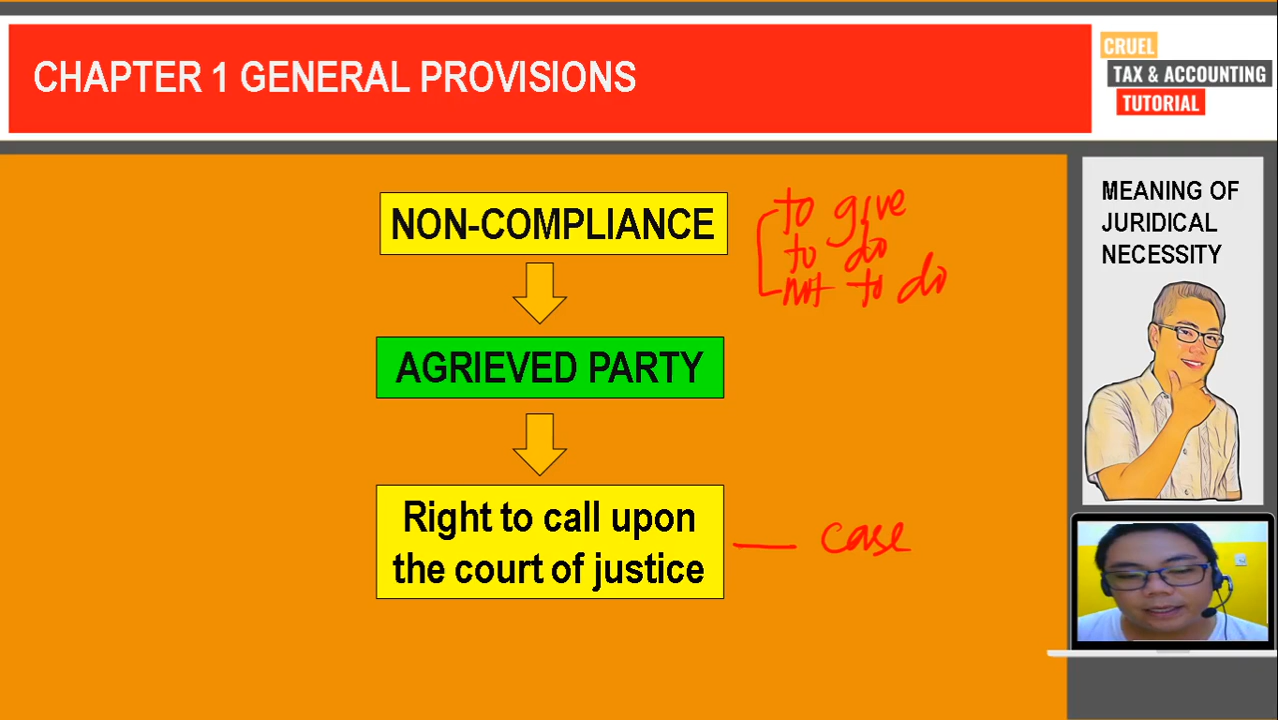 CHAPTER 1 GENERAL PROVISIONS
CRUEL
TAX & ACCOUNTING
TUTORIAL
NON-COMPLIANCE
to give
to do
not to do
AGRIEVED PARTY
Right to call upon
the court of justice
case
MEANING OF
JURIDICAL
NECESSITY